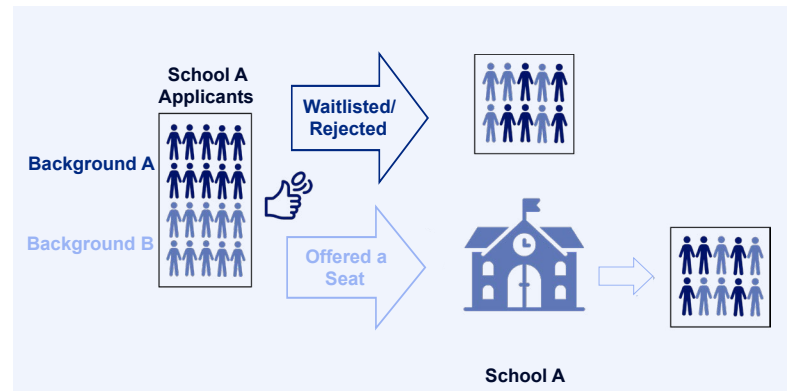 School A
Applicants
Waitlisted/
Rejected
Background A
Background B
Offered a
Seat
School A